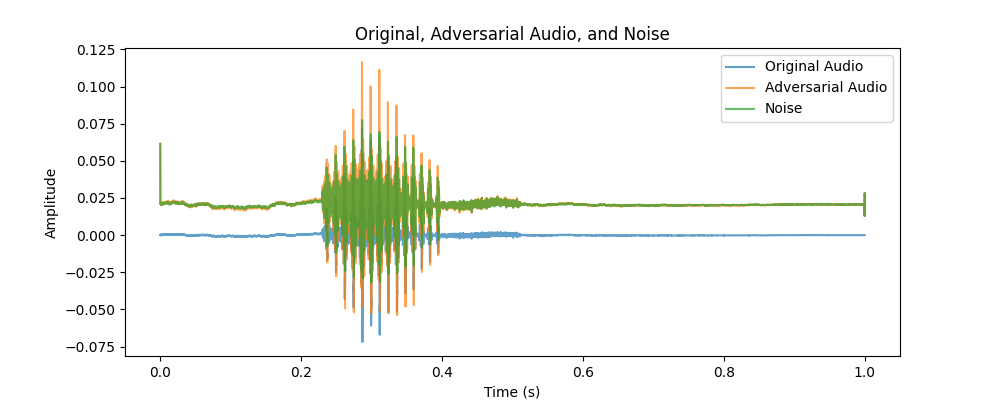 Original, Adversarial Audio, and Noise
Original Audio
Adversarial Audio
Noise
Amplitude
0.125
0.100
0.075
0.050
0.025
0.000
−0.025
−0.050
−0.075
0.0
0.2
0.4
0.6
0.8
1.0
Time (s)